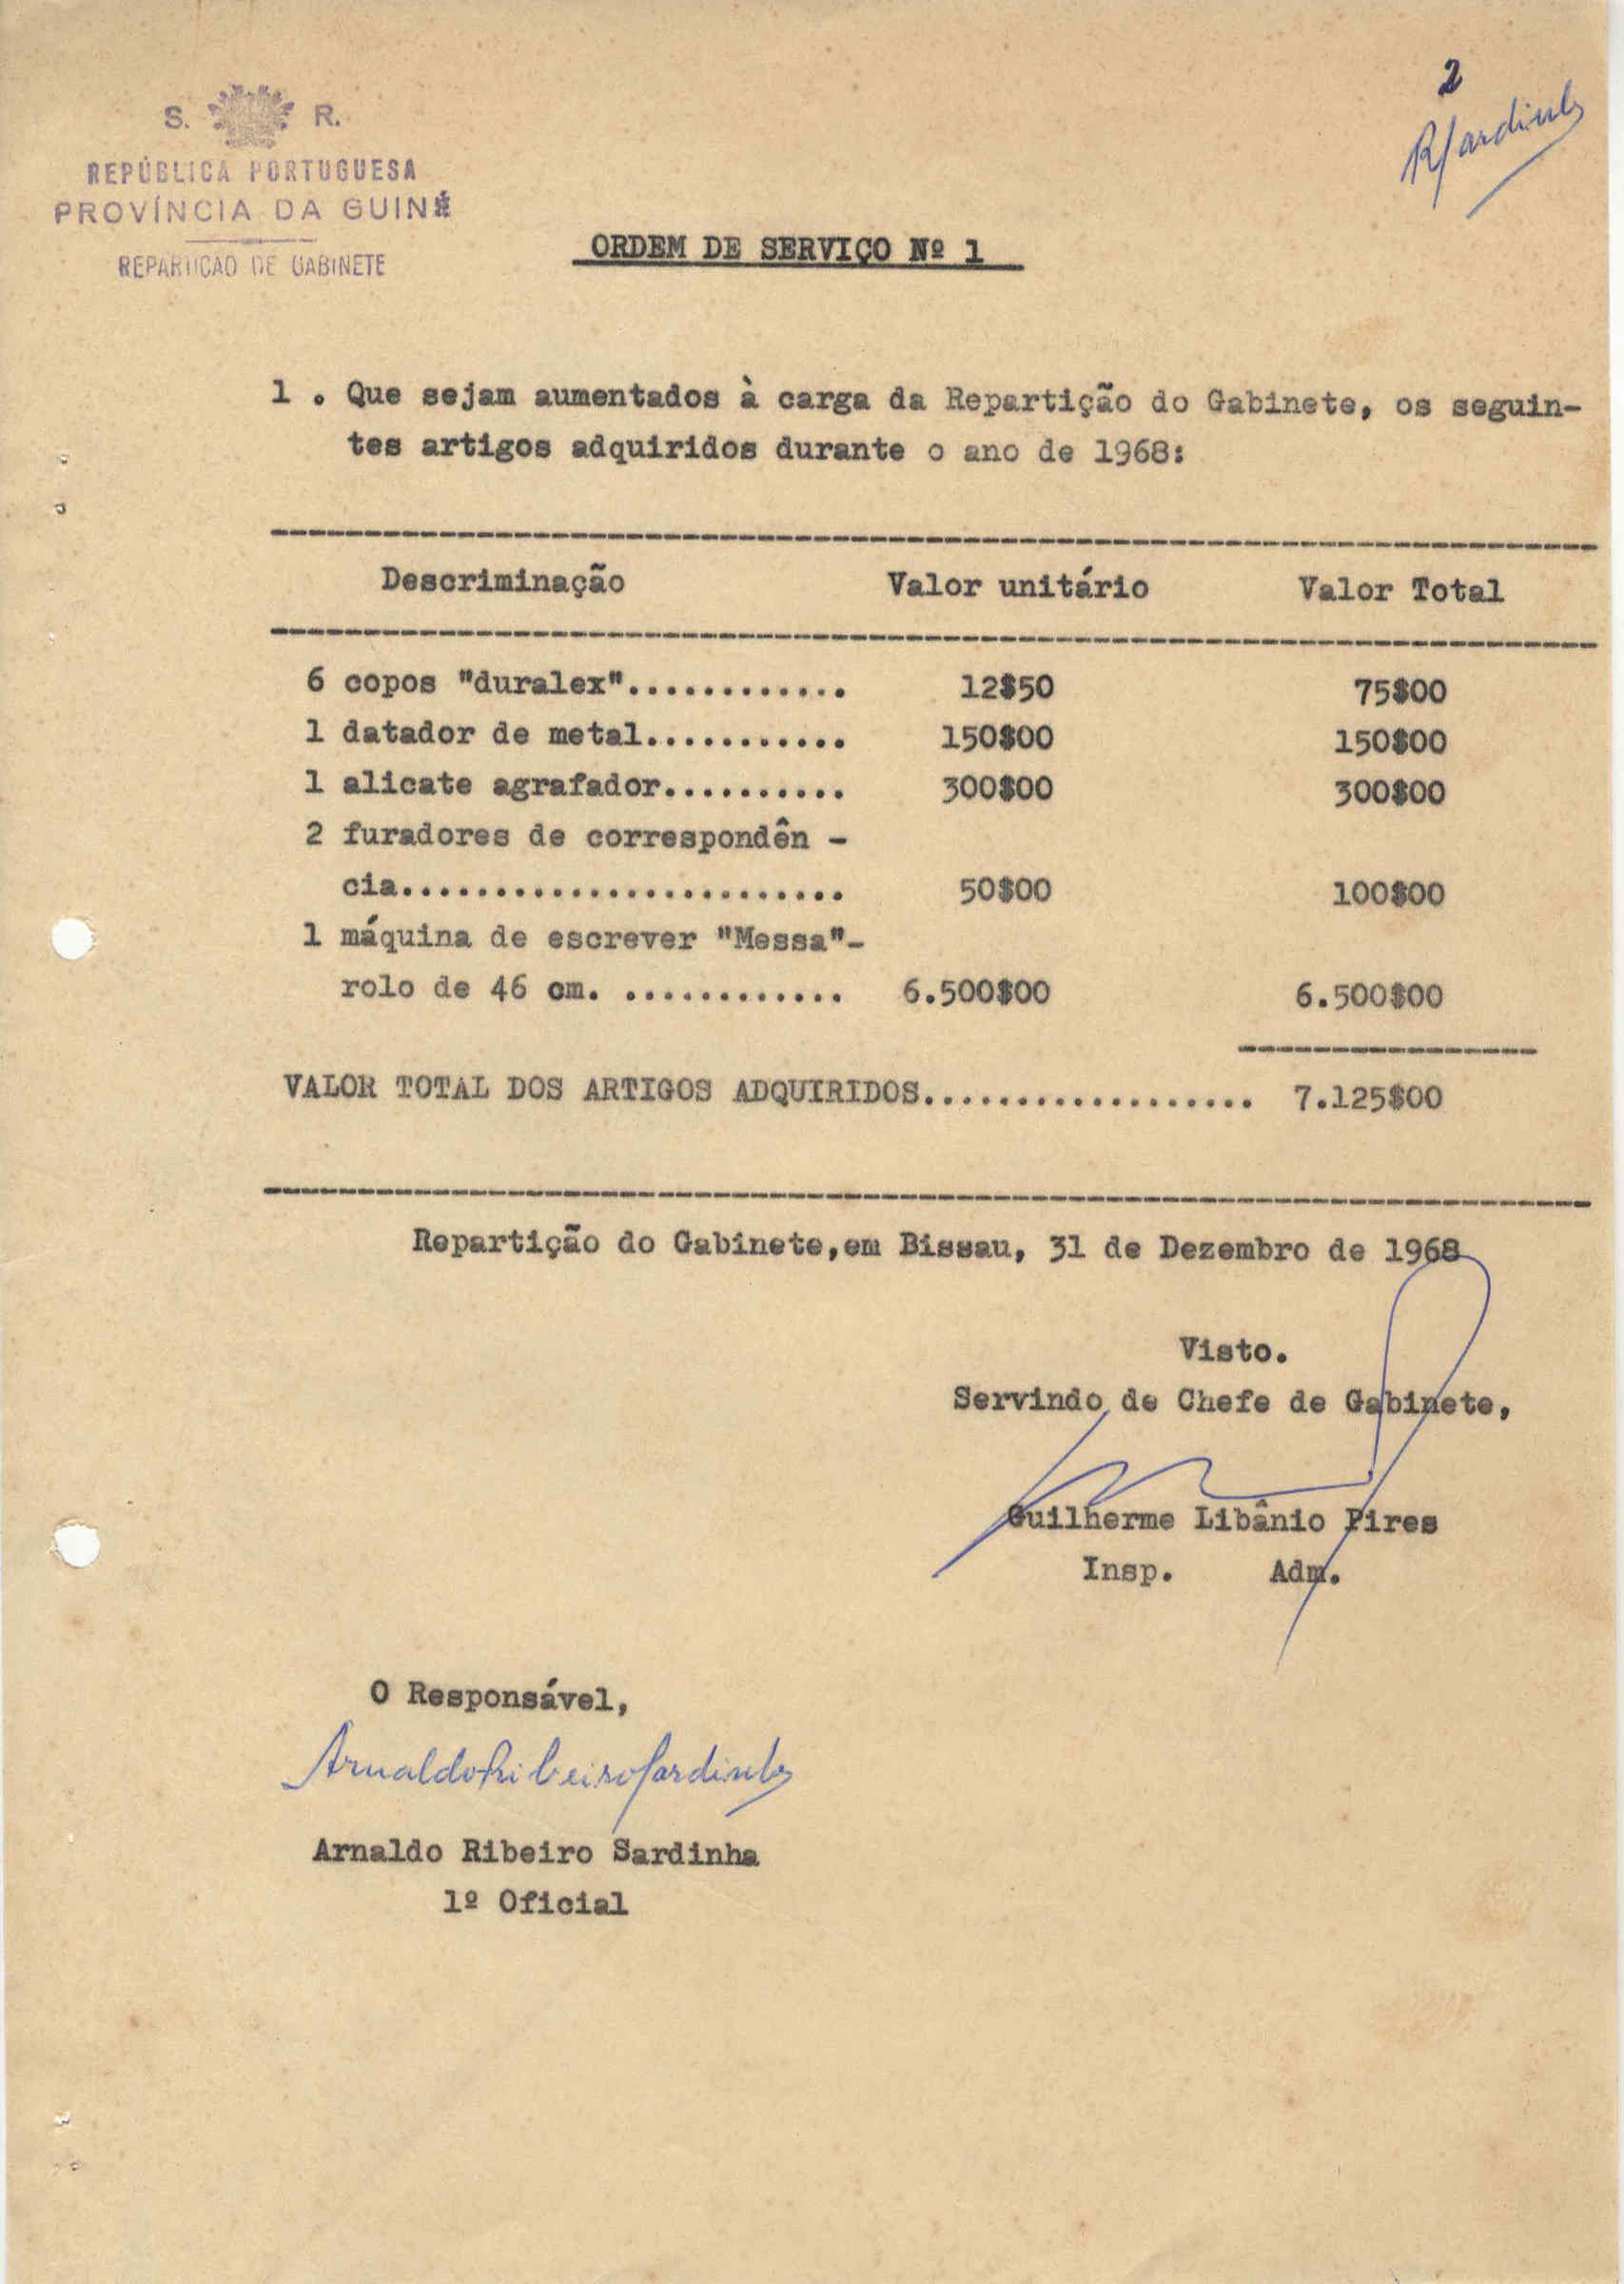 S. R.
REPÚBLICA PORTUGUESA
PROVÍNCIA DA GUINÉ
REPARTIÇÃO DE GABINETE
2
RSardinha
ORDEM DE SERVIÇO Nº 1
1 . Que sejam aumentados à carga da Repartição do Gabinete, os seguin-
tes artigos adquiridos durante o ano de 1968:
Descriminação Valor unitário Valor Total
6 copos "duralex"............ 12$50 75$00
1 datador de metal........... 150$00 150$00
1 alicate agrafador.......... 300$00 300$00
2 furadores de correspondên -
cia........................ 50$00 100$00
1 máquina de escrever "Messa"-
rolo de 46 cm. ............ 6.500$00 6.500$00
VALOR TOTAL DOS ARTIGOS ADQUIRIDOS.................. 7.125$00
Repartição do Gabinete,em Bissau, 31 de Dezembro de 1968
Visto.
Servindo de Chefe de Gabinete,
Guilherme Libânio Pires
Insp. Adm.
O Responsável,
Arnaldo Ribeiro Sardinha
Arnaldo Ribeiro Sardinha
1º Oficial